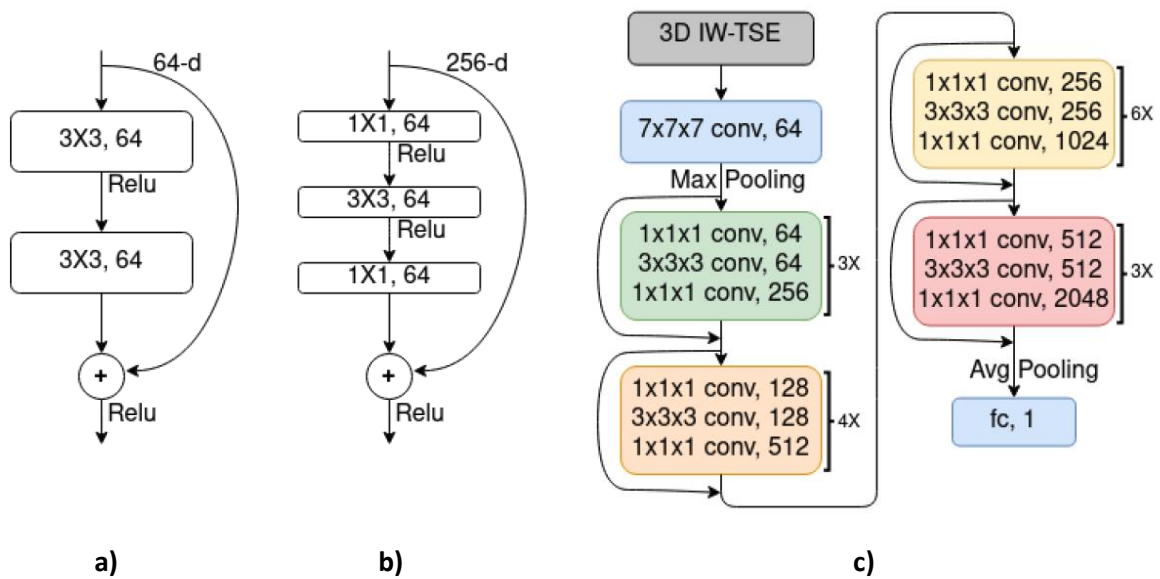 64-d
3X3, 64
Relu
3X3, 64
+
Relu
a)
256-d
1X1, 64
Relu
3X3, 64
Relu
1X1, 64
+
Relu
b)
3D IW-TSE
7x7x7 conv, 64
Max Pooling
1x1x1 conv, 64
3x3x3 conv, 64
1x1x1 conv, 256
3X
1x1x1 conv, 128
3x3x3 conv, 128
1x1x1 conv, 512
4X
1x1x1 conv, 256
3x3x3 conv, 256
1x1x1 conv, 1024
6X
1x1x1 conv, 512
3x3x3 conv, 512
1x1x1 conv, 2048
3X
Avg Pooling
fc, 1
c)